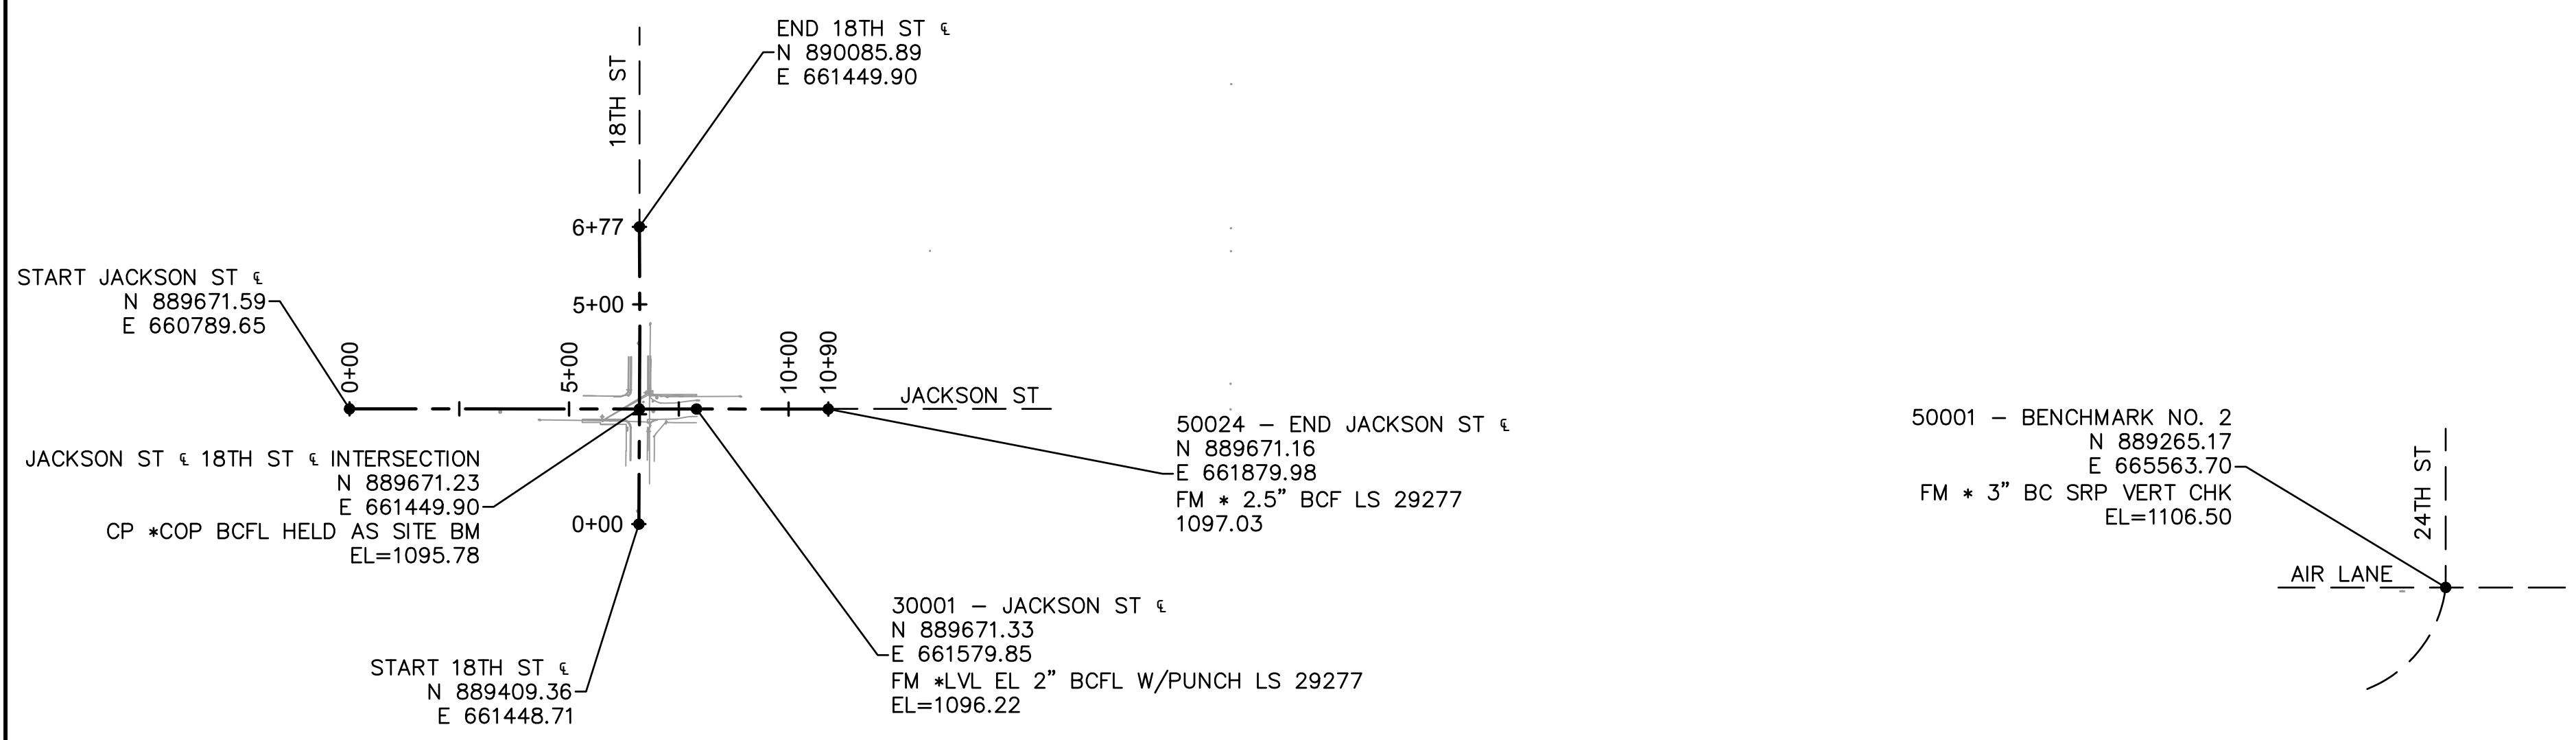 END 18TH ST ℄
N 890085.89
E 661449.90
18TH ST
6+77
5+00
0+00
START JACKSON ST ℄
N 889671.59
E 660789.65
0+00
5+00
10+00
10+90
JACKSON ST
JACKSON ST ℄ 18TH ST ℄ INTERSECTION
N 889671.23
E 661449.90
CP *COP BCFL HELD AS SITE BM
EL=1095.78
50024 – END JACKSON ST ℄
N 889671.16
E 661879.98
FM * 2.5” BCF LS 29277
1097.03
30001 – JACKSON ST ℄
N 889671.33
E 661579.85
FM *LVL EL 2” BCFL W/PUNCH LS 29277
EL=1096.22
START 18TH ST ℄
N 889409.36
E 661448.71
50001 – BENCHMARK NO. 2
N 889265.17
E 665563.70
FM * 3” BC SRP VERT CHK
EL=1106.50
24TH ST
AIR LANE